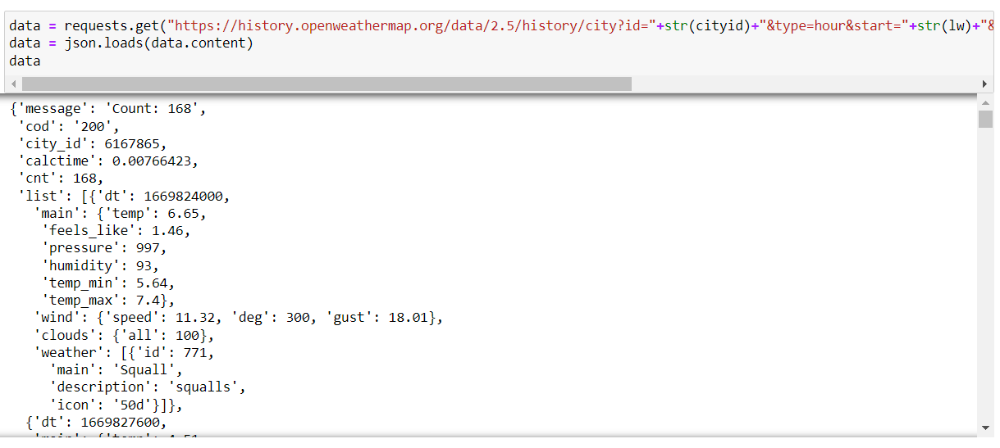 data = requests.get("https://history.openweathermap.org/data/2.5/history/city?id="+str(cityid)+"&type=hour&start="+str(lw)+"&
data = json.loads(data.content)
data
{'message': 'Count: 168',
'cod': '200',
'city_id': 6167865,
'calctime': 0.00766423,
'cnt': 168,
'list': [{'dt': 1669824000,
'main': {'temp': 6.65,
'feels_like': 1.46,
'pressure': 997,
'humidity': 93,
'temp_min': 5.64,
'temp_max': 7.4},
'wind': {'speed': 11.32, 'deg': 300, 'gust': 18.01},
'clouds': {'all': 100},
'weather': [{'id': 771,
'main': 'Squall',
'description': 'squalls',
'icon': '50d'}]},
{'dt': 1669827600,